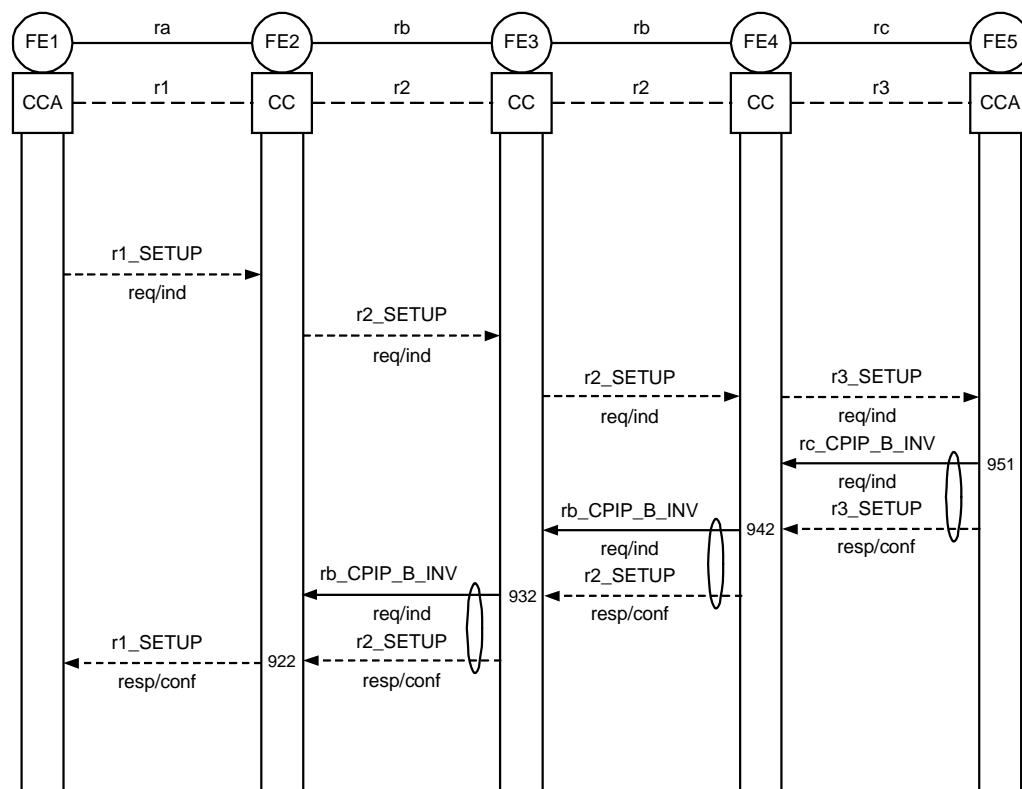 ra rb rb rc
FE1 FE2 FE3 FE4 FE5
r1 r2 r2 r3
CCA CC CC CC CCA
r1_SETUP
req/ind
r2_SETUP
req/ind
r2_SETUP r3_SETUP
req/ind req/ind
rc_CPIP_B_INV
951
req/ind
rb_CPIP_B_INV r3_SETUP
942
req/ind resp/conf
rb_CPIP_B_INV r2_SETUP
932
req/ind resp/conf
r1_SETUP r2_SETUP
922
resp/conf resp/conf